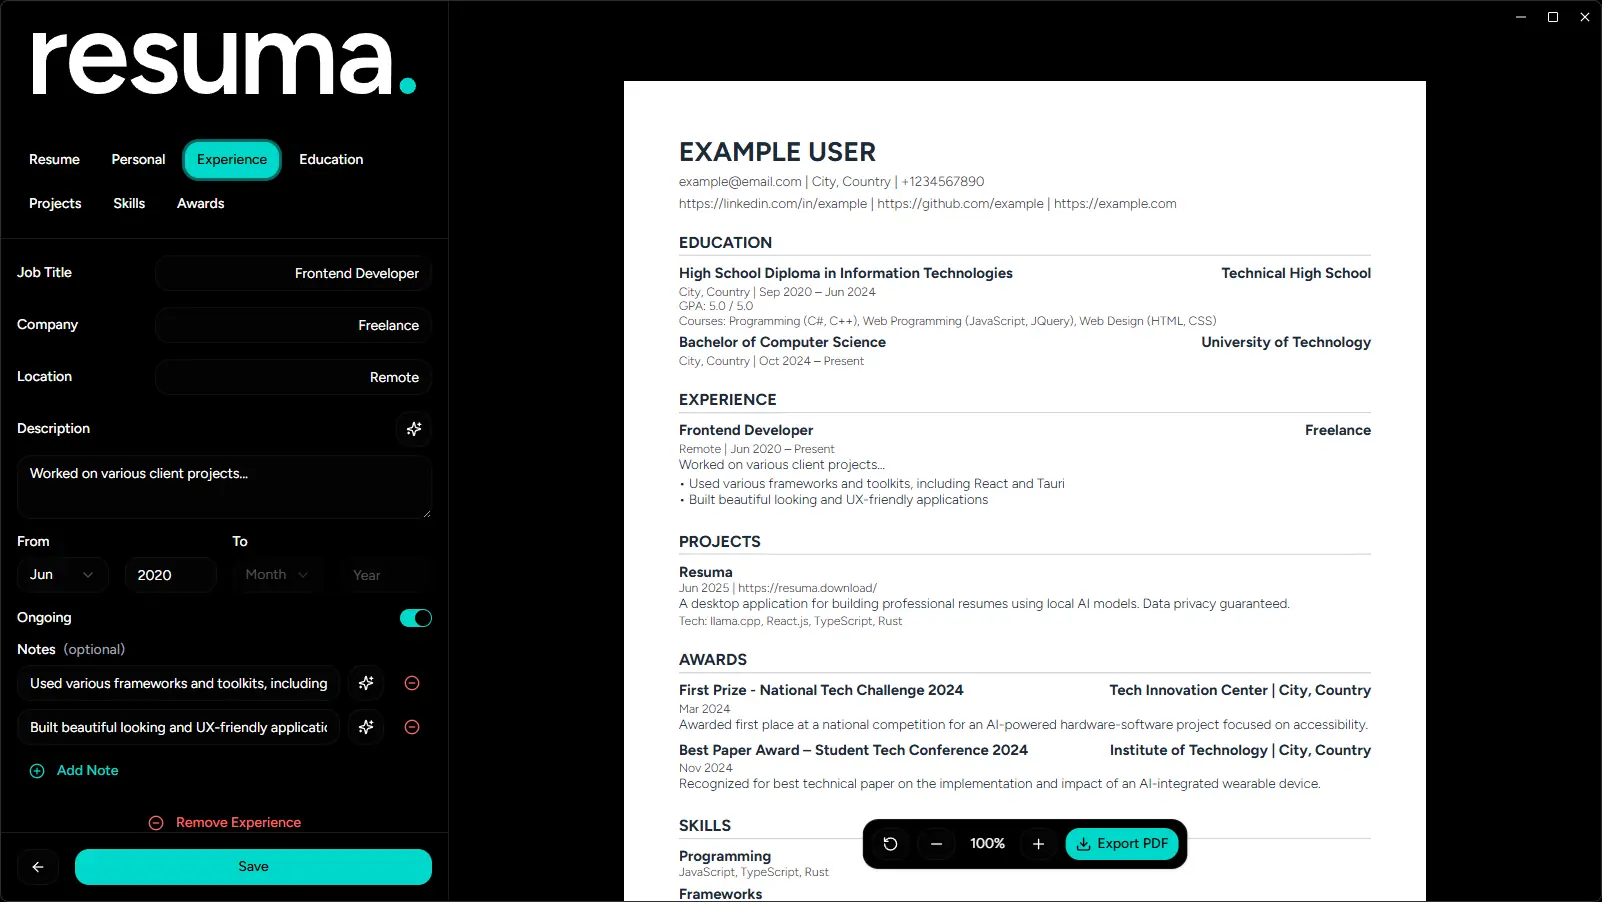 resuma.
Resume Personal Experience Education
Projects Skills Awards
Job Title Frontend Developer
Company Freelance
Location Remote
Description
Worked on various client projects...
From To
Jun 2020 Month Year
Ongoing
Notes (optional)
Used various frameworks and toolkits, including
Built beautiful looking and UX-friendly applicatic
Add Note
Remove Experience
Save
EXAMPLE USER
example@email.com | City, Country | +1234567890
https://linkedin.com/in/example | https://github.com/example | https://example.com
EDUCATION
High School Diploma in Information Technologies Technical High School
City, Country | Sep 2020 – Jun 2024
GPA: 5.0 / 5.0
Courses: Programming (C#, C++), Web Programming (JavaScript, JQuery), Web Design (HTML, CSS)
Bachelor of Computer Science University of Technology
City, Country | Oct 2024 – Present
EXPERIENCE
Frontend Developer Freelance
Remote | Jun 2020 – Present
Worked on various client projects...
• Used various frameworks and toolkits, including React and Tauri
• Built beautiful looking and UX-friendly applications
PROJECTS
Resuma
Jun 2025 | https://resuma.download/
A desktop application for building professional resumes using local AI models. Data privacy guaranteed.
Tech: llama.cpp, React.js, TypeScript, Rust
AWARDS
First Prize - National Tech Challenge 2024 Tech Innovation Center | City, Country
Mar 2024
Awarded first place at a national competition for an AI-powered hardware-software project focused on accessibility.
Best Paper Award – Student Tech Conference 2024 Institute of Technology | City, Country
Nov 2024
Recognized for best technical paper on the implementation and impact of an AI-integrated wearable device.
SKILLS
Programming
JavaScript, TypeScript, Rust
Frameworks
100% Export PDF